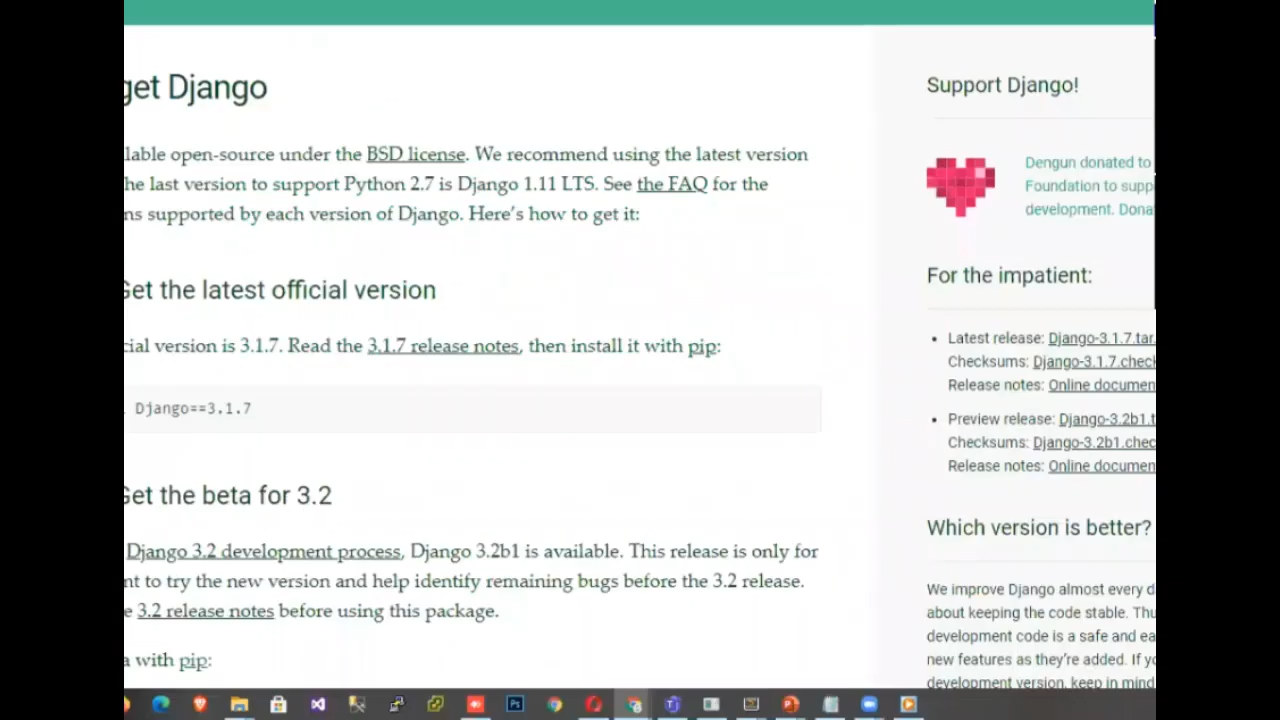 get Django
lable open-source under the BSD license. We recommend using the latest version
he last version to support Python 2.7 is Django 1.11 LTS. See the FAQ for the
ns supported by each version of Django. Here's how to get it:
Get the latest official version
cial version is 3.1.7. Read the 3.1.7 release notes, then install it with pip:
Django==3.1.7
Get the beta for 3.2
Django 3.2 development process, Django 3.2b1 is available. This release is only for
nt to try the new version and help identify remaining bugs before the 3.2 release.
e 3.2 release notes before using this package.
a with pip:
Support Django!
Dengun donated to
Foundation to supp
development. Dona
For the impatient:
• Latest release: Django-3.1.7.tar.
Checksums: Django-3.1.7.check
Release notes: Online documen
• Preview release: Django-3.2b1.t
Checksums: Django-3.2b1.chec
Release notes: Online documen
Which version is better?
We improve Django almost every d
about keeping the code stable. Thu
development code is a safe and ea
new features as they're added. If yo
development version, keep in mind
Ps